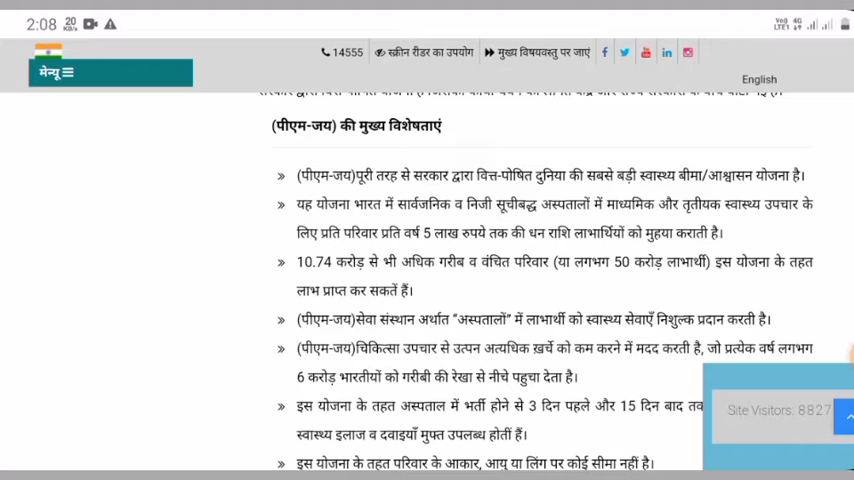 2:08 20 KB/s Vo) 4G LTE1
14555 स्क्रीन रीडर का उपयोग मुख्य विषयवस्तु पर जाएं
मेन्यू
English
(पीएम-जय) की मुख्य विशेषताएं
» (पीएम-जय)पूरी तरह से सरकार द्वारा वित्त-पोषित दुनिया की सबसे बड़ी स्वास्थ्य बीमा/आश्वासन योजना है।
» यह योजना भारत में सार्वजनिक व निजी सूचीबद्ध अस्पतालों में माध्यमिक और तृतीयक स्वास्थ्य उपचार के
लिए प्रति परिवार प्रति वर्ष 5 लाख रुपये तक की धन राशि लाभार्थियों को मुहया कराती है।
» 10.74 करोड़ से भी अधिक गरीब व वंचित परिवार (या लगभग 50 करोड़ लाभार्थी) इस योजना के तहत
लाभ प्राप्त कर सकतें हैं।
» (पीएम-जय)सेवा संस्थान अर्थात "अस्पतालों" में लाभार्थी को स्वास्थ्य सेवाएँ निशुल्क प्रदान करती है।
» (पीएम-जय)चिकित्सा उपचार से उत्पन अत्यधिक ख़र्चे को कम करने में मदद करती है, जो प्रत्येक वर्ष लगभग
6 करोड़ भारतीयों को गरीबी की रेखा से नीचे पहुचा देता है।
» इस योजना के तहत अस्पताल में भर्ती होने से 3 दिन पहले और 15 दिन बाद तक
Site Visitors: 8827
स्वास्थ्य इलाज व दवाइयाँ मुफ्त उपलब्ध होतीं हैं।
» इस योजना के तहत परिवार के आकार, आयु या लिंग पर कोई सीमा नहीं है।